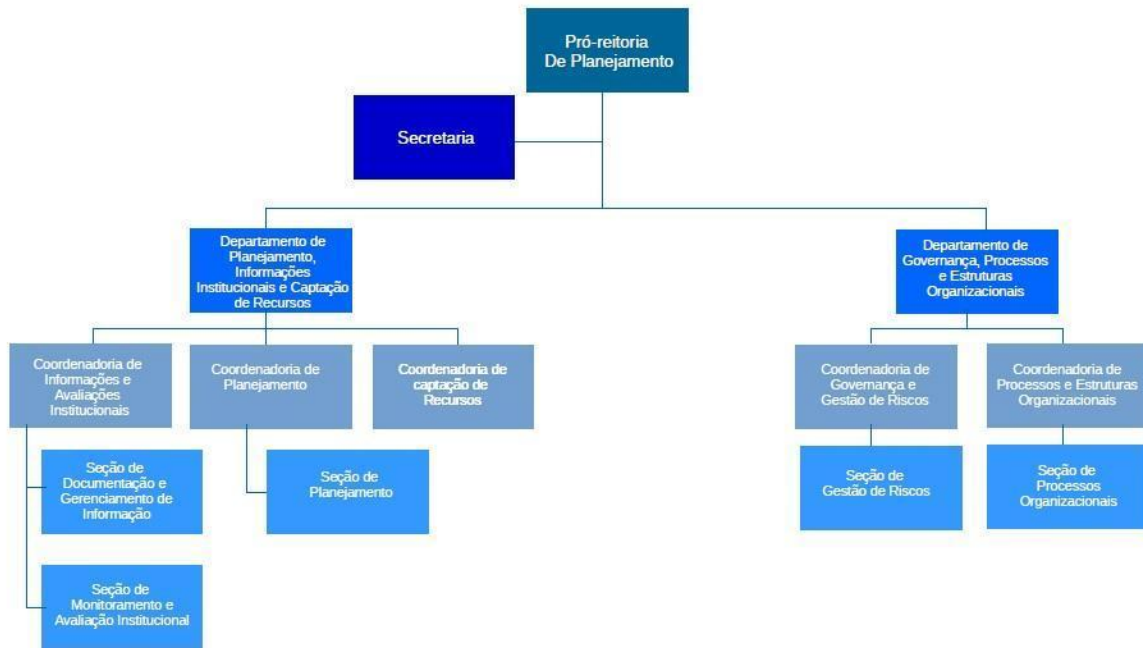 Pró-reitoria
De Planejamento
Secretaria
Departamento de
Planejamento,
Informações
Institucionais e Captação
de Recursos
Departamento de
Governança, Processos
e Estruturas
Organizacionais
Coordenadoria de
Informações e
Avaliações
Institucionais
Coordenadoria de
Planejamento
Coordenadoria de
captação de
Recursos
Coordenadoria de
Governança e
Gestão de Riscos
Coordenadoria de
Processos e Estruturas
Organizacionais
Seção de
Documentação e
Gerenciamento de
Informação
Seção de
Planejamento
Seção de
Gestão de Riscos
Seção de
Processos
Organizacionais
Seção de
Monitoramento e
Avaliação Institucional